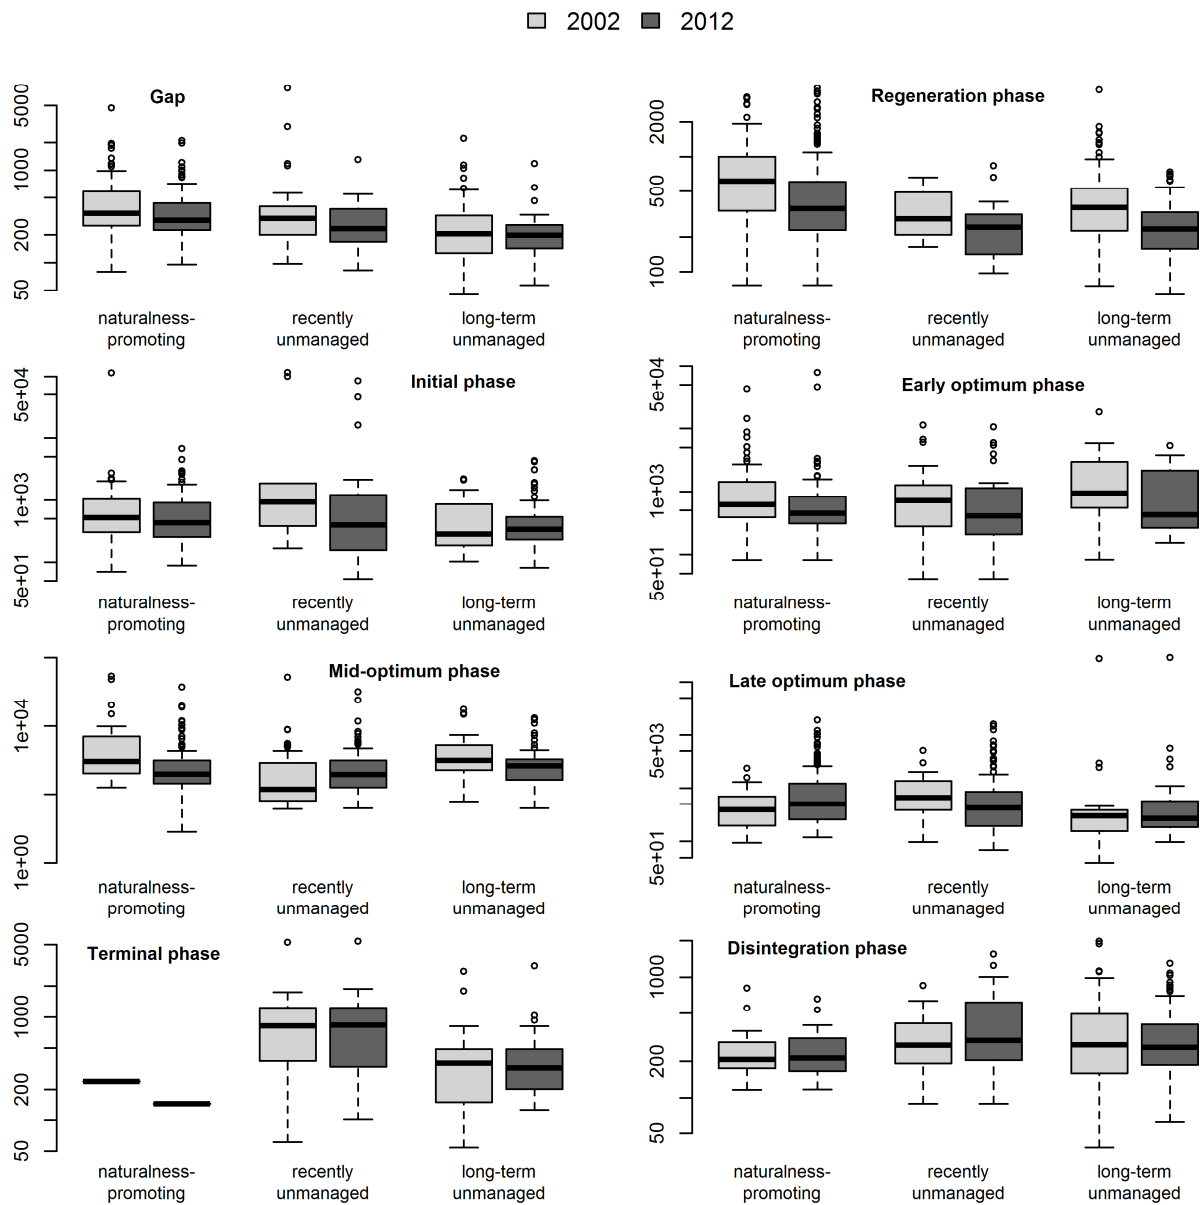 2002 2012
Gap
5000
1000
200
50
naturalness-
promoting
recently
unmanaged
long-term
unmanaged
Regeneration phase
2000
500
100
naturalness-
promoting
recently
unmanaged
long-term
unmanaged
Initial phase
5e+04
1e+03
5e+01
naturalness-
promoting
recently
unmanaged
long-term
unmanaged
Early optimum phase
5e+04
1e+03
5e+01
naturalness-
promoting
recently
unmanaged
long-term
unmanaged
Mid-optimum phase
1e+04
1e+00
naturalness-
promoting
recently
unmanaged
long-term
unmanaged
Late optimum phase
5e+03
5e+01
naturalness-
promoting
recently
unmanaged
long-term
unmanaged
Terminal phase
5000
1000
200
50
naturalness-
promoting
recently
unmanaged
long-term
unmanaged
Disintegration phase
1000
200
50
naturalness-
promoting
recently
unmanaged
long-term
unmanaged